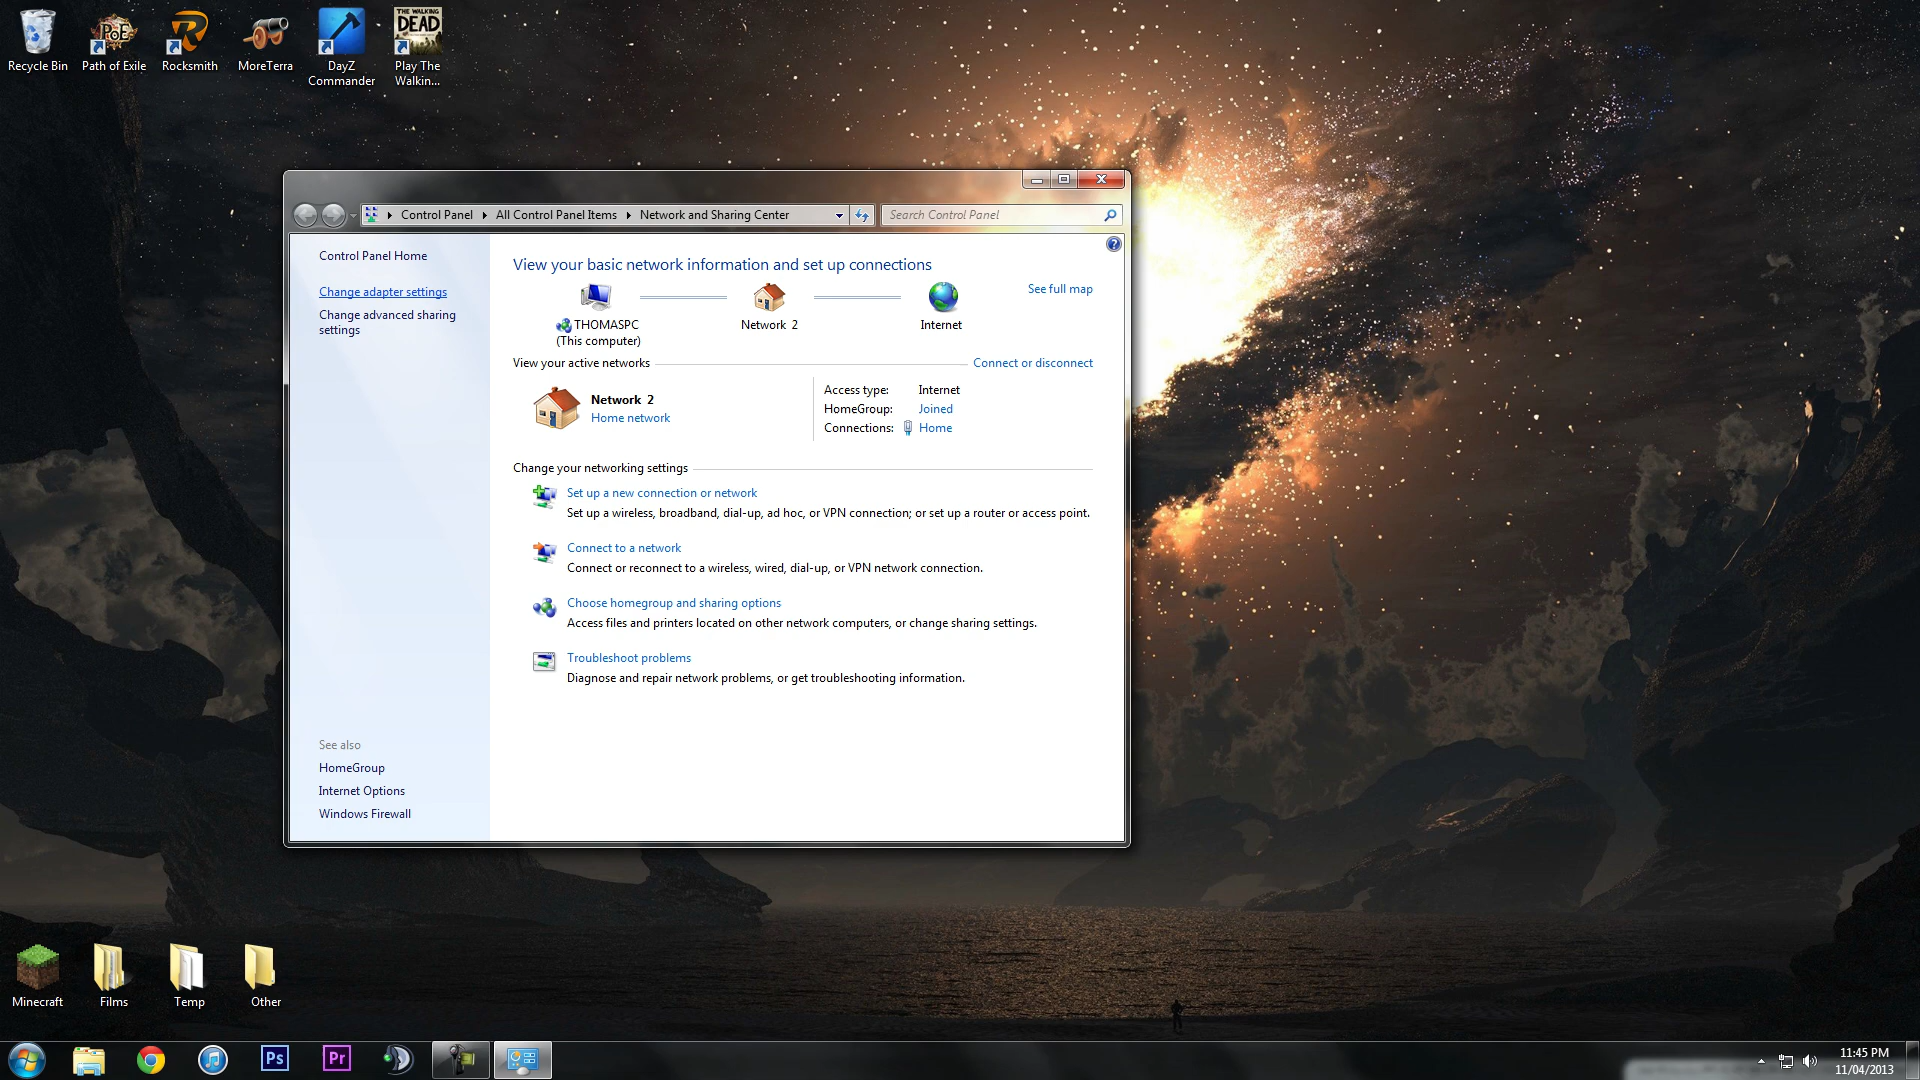 Recycle Bin
Path of Exile
Rocksmith
MoreTerra
DayZ
Commander
THE WALKING
DEAD
Play The
Walkin...
PoE
Control Panel
All Control Panel Items
Network and Sharing Center
Search Control Panel
Control Panel Home
Change adapter settings
Change advanced sharing
settings
View your basic network information and set up connections
See full map
THOMASPC
(This computer)
Network 2
Internet
View your active networks
Connect or disconnect
Network 2
Home network
Access type: Internet
HomeGroup: Joined
Connections: Home
Change your networking settings
Set up a new connection or network
Set up a wireless, broadband, dial-up, ad hoc, or VPN connection; or set up a router or access point.
Connect to a network
Connect or reconnect to a wireless, wired, dial-up, or VPN network connection.
Choose homegroup and sharing options
Access files and printers located on other network computers, or change sharing settings.
Troubleshoot problems
Diagnose and repair network problems, or get troubleshooting information.
See also
HomeGroup
Internet Options
Windows Firewall
Minecraft
Films
Temp
Other
Ps
Pr
11:45 PM
11/04/2013